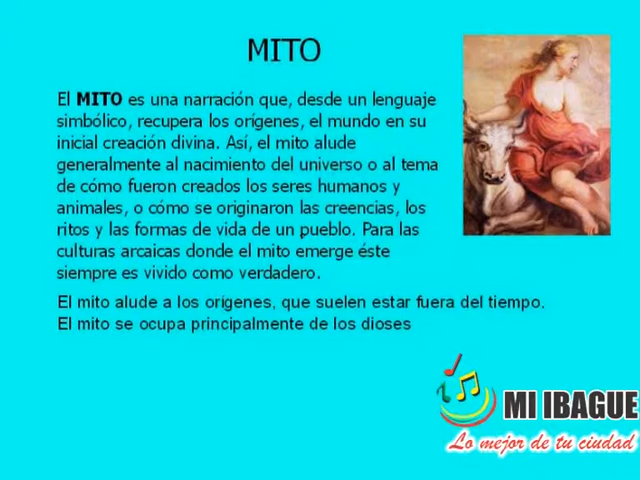 MITO
El MITO es una narración que, desde un lenguaje
simbólico, recupera los orígenes, el mundo en su
inicial creación divina. Así, el mito alude
generalmente al nacimiento del universo o al tema
de cómo fueron creados los seres humanos y
animales, o cómo se originaron las creencias, los
ritos y las formas de vida de un pueblo. Para las
culturas arcaicas donde el mito emerge éste
siempre es vivido como verdadero.
El mito alude a los orígenes, que suelen estar fuera del tiempo.
El mito se ocupa principalmente de los dioses
MI IBAGUE
Lo mejor de tu ciudad